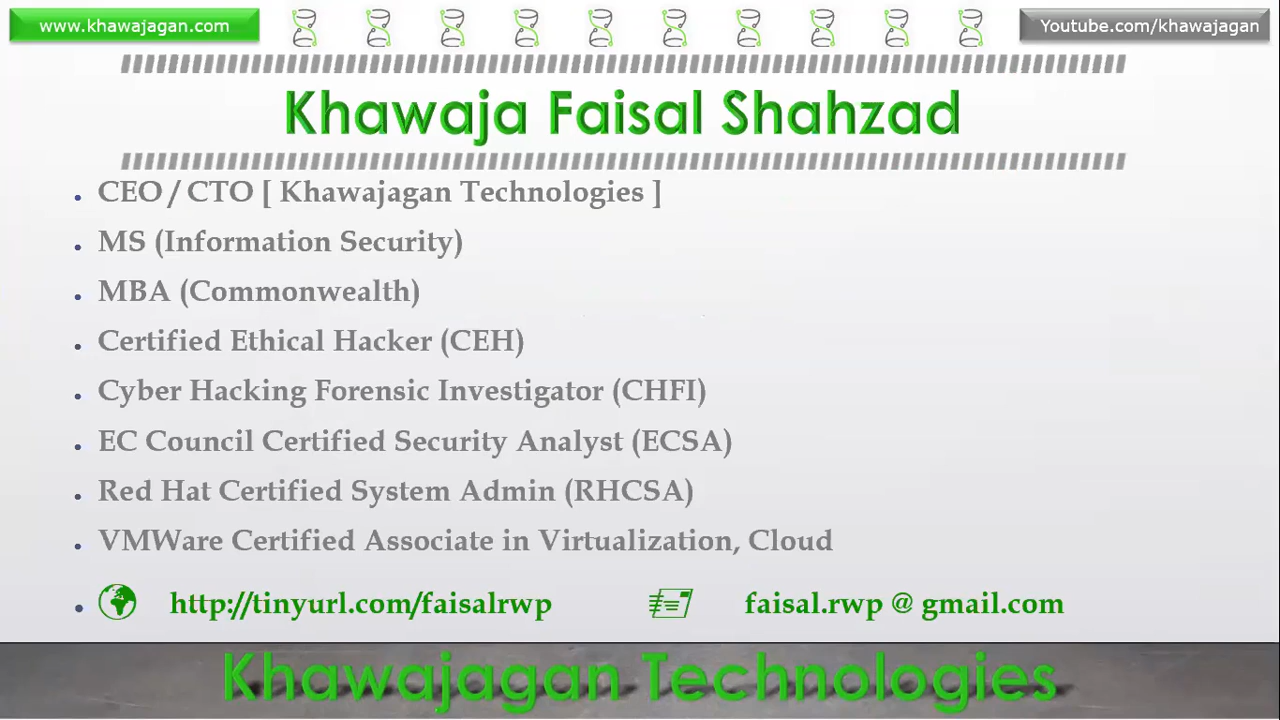 www.khawajagan.com
Youtube.com/khawajagan
Khawaja Faisal Shahzad
• CEO / CTO [ Khawajagan Technologies ]
• MS (Information Security)
• MBA (Commonwealth)
• Certified Ethical Hacker (CEH)
• Cyber Hacking Forensic Investigator (CHFI)
• EC Council Certified Security Analyst (ECSA)
• Red Hat Certified System Admin (RHCSA)
• VMWare Certified Associate in Virtualization, Cloud
• http://tinyurl.com/faisalrwp faisal.rwp @ gmail.com
Khawajagan Technologies